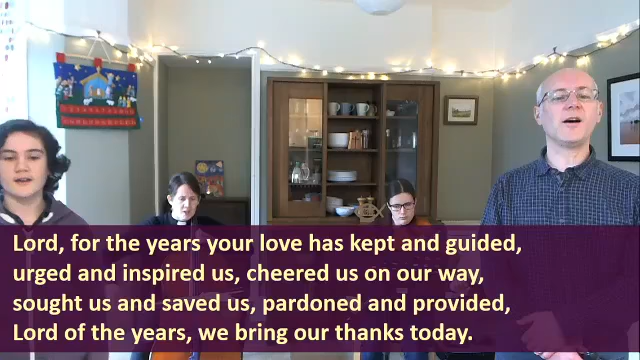 Lord, for the years your love has kept and guided,
urged and inspired us, cheered us on our way,
sought us and saved us, pardoned and provided,
Lord of the years, we bring our thanks today.